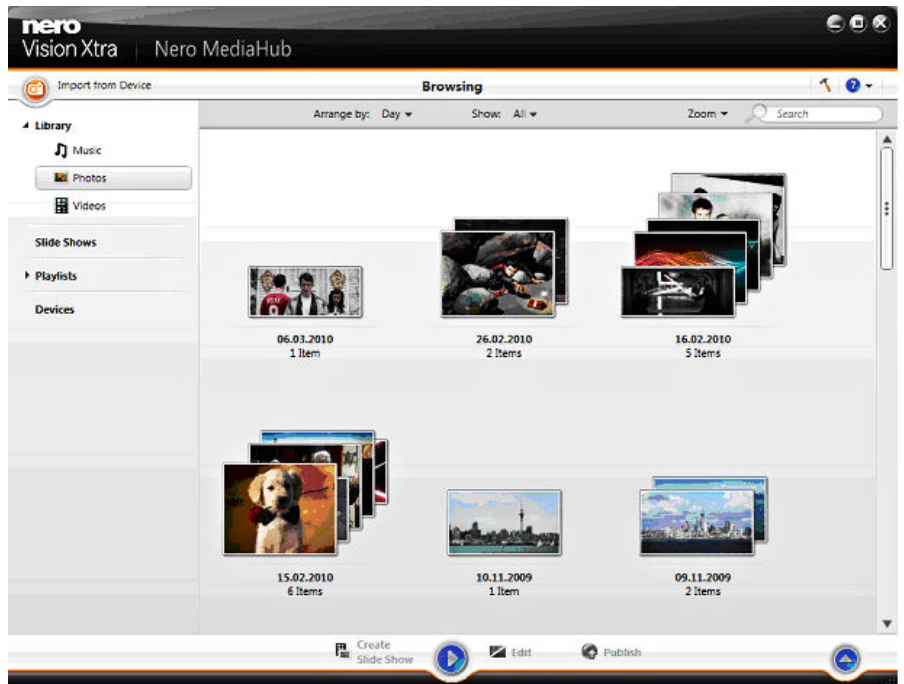 nero
Vision Xtra
Nero MediaHub
Import from Device
Browsing
Arrange by: Day
Show: All
Zoom
Search
Library
Music
Photos
Videos
Slide Shows
Playlists
Devices
06.03.2010
1 Item
26.02.2010
2 Items
16.02.2010
5 Items
15.02.2010
6 Items
10.11.2009
1 Item
09.11.2009
2 Items
Create
Slide Show
Edit
Publish